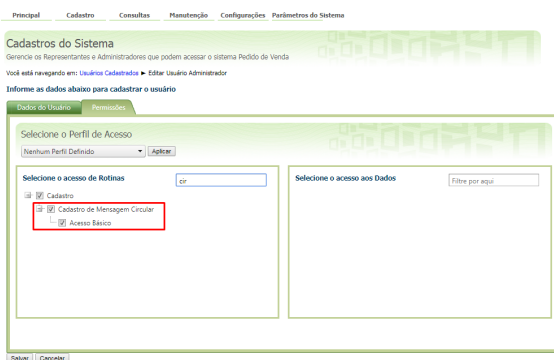 Principal Cadastro Consultas Manutenção Configurações Parâmetros do Sistema
Cadastros do Sistema
Gerencie os Representantes e Administradores que podem acessar o sistema Pedido de Venda
Você está navegando em: Usuários Cadastrados ► Editar Usuário Administrador
Informe as dados abaixo para cadastrar o usuário
Dados do Usuário Permissões
Selecione o Perfil de Acesso
Nenhum Perfil Definido Aplicar
Selecione o acesso de Rotinas cir Selecione o acesso aos Dados Filtre por aqui
Cadastro
Cadastro de Mensagem Circular
Acesso Básico
Salvar Cancelar